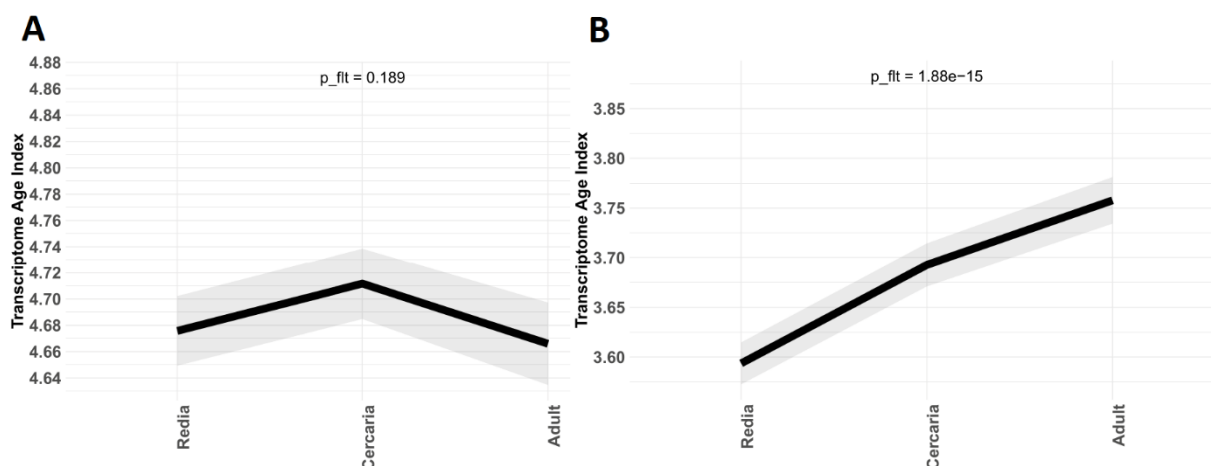 A
p_flt = 0.189
Transcriptome Age Index
4.88
4.86
4.84
4.82
4.80
4.78
4.76
4.74
4.72
4.70
4.68
4.66
4.64
Redia
Cercaria
Adult
B
p_flt = 1.88e−15
Transcriptome Age Index
3.85
3.80
3.75
3.70
3.65
3.60
Redia
Cercaria
Adult